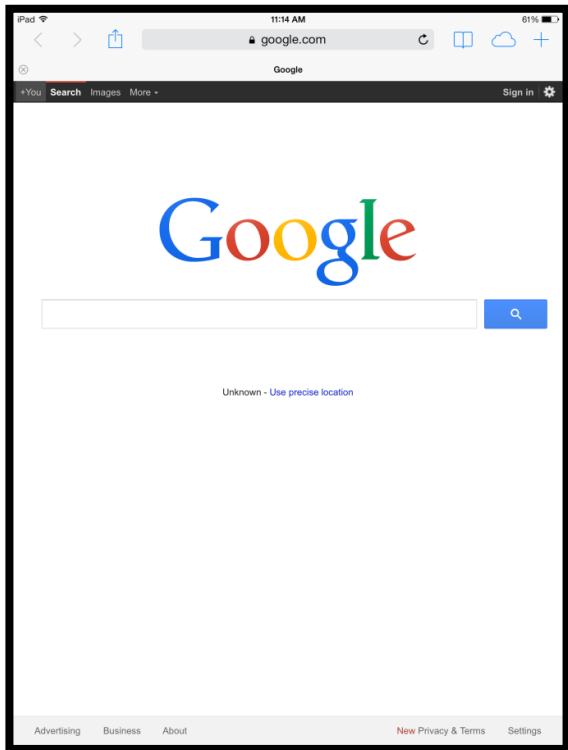 iPad 11:14 AM 61%
google.com
Google
+You Search Images More Sign in
Google
Unknown - Use precise location
Advertising Business About New Privacy & Terms Settings